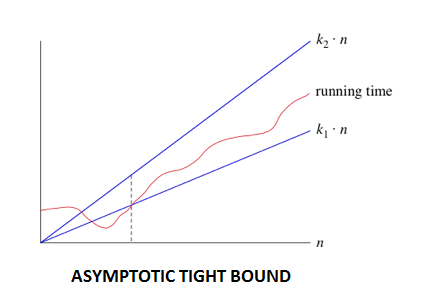 k₂ · n
running time
k₁ · n
n
ASYMPTOTIC TIGHT BOUND